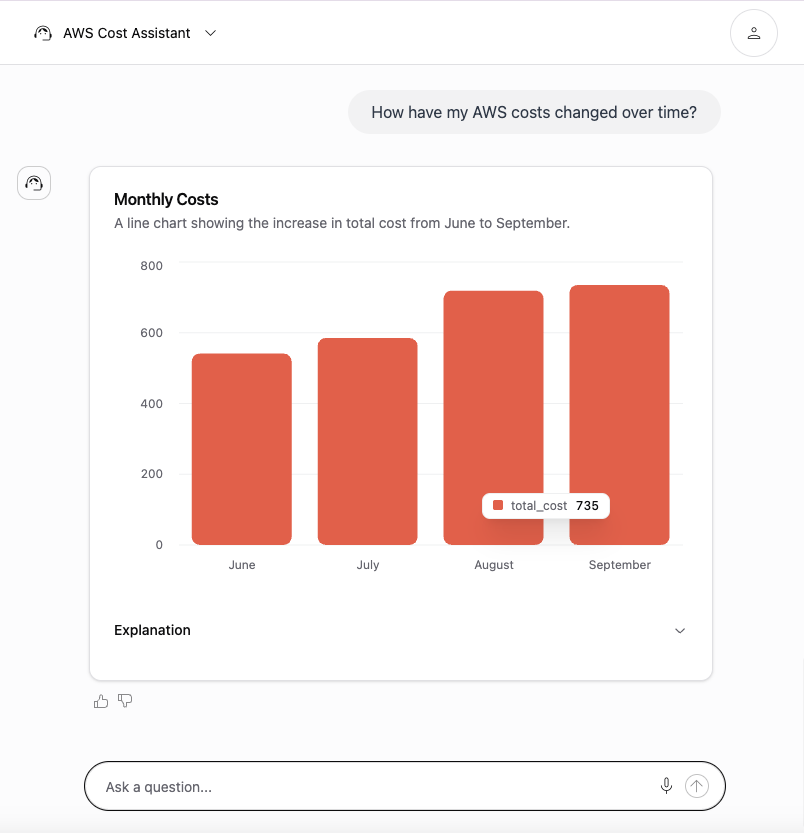 AWS Cost Assistant
How have my AWS costs changed over time?
Monthly Costs
A line chart showing the increase in total cost from June to September.
800
600
400
200
0
total_cost 735
June July August September
Explanation
Ask a question...